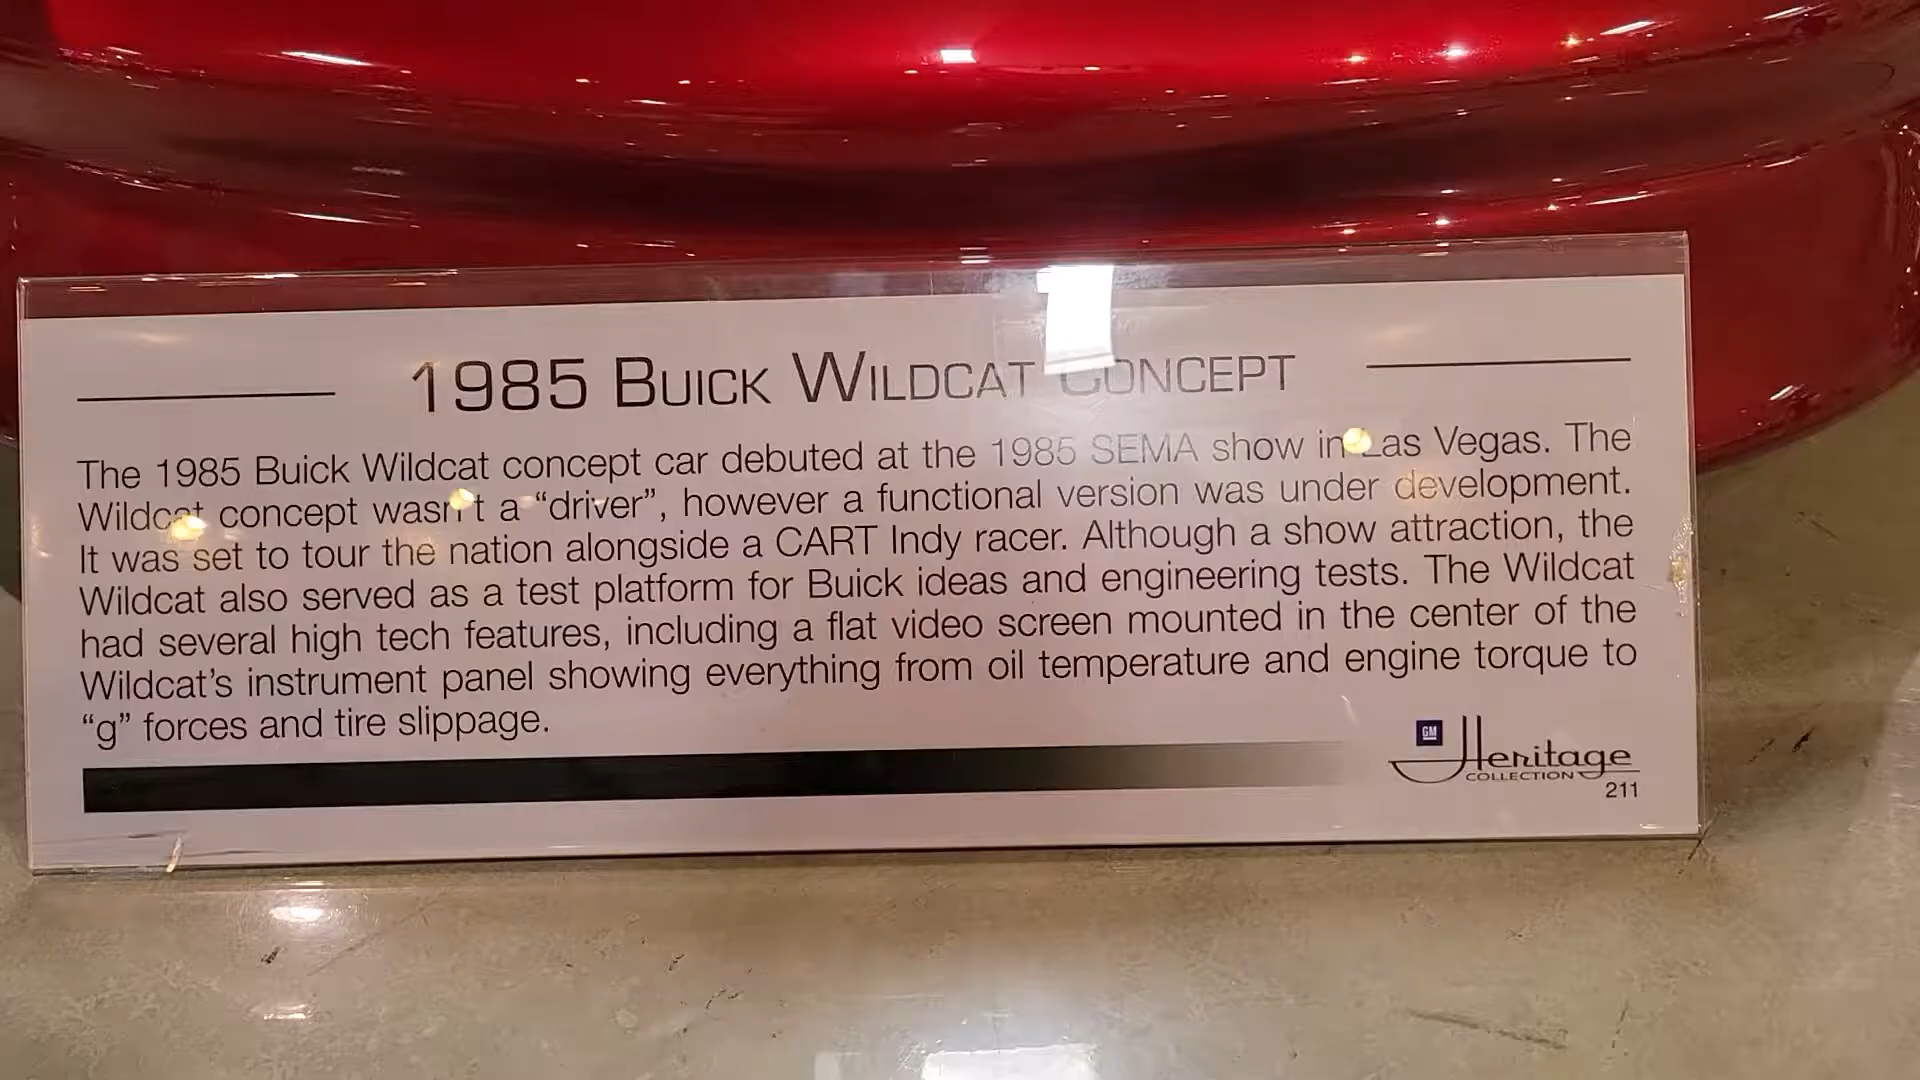 1985 BUICK WILDCAT CONCEPT
The 1985 Buick Wildcat concept car debuted at the 1985 SEMA show in Las Vegas. The
Wildcat concept wasn't a “driver”, however a functional version was under development.
It was set to tour the nation alongside a CART Indy racer. Although a show attraction, the
Wildcat also served as a test platform for Buick ideas and engineering tests. The Wildcat
had several high tech features, including a flat video screen mounted in the center of the
Wildcat’s instrument panel showing everything from oil temperature and engine torque to
“g” forces and tire slippage.
GM
Heritage
COLLECTION
211